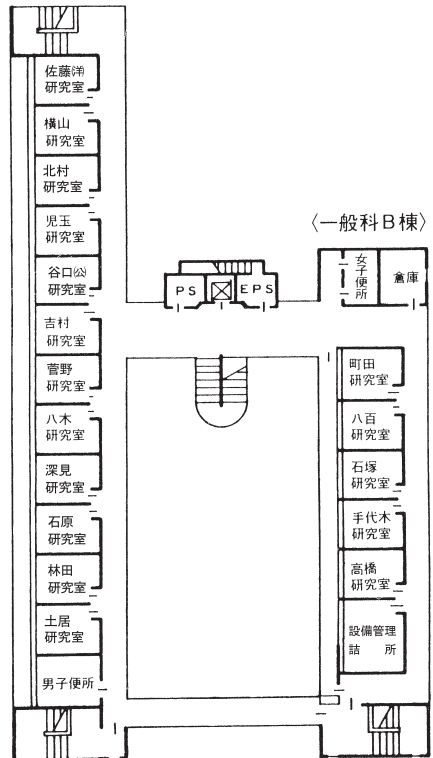 佐藤㈷
研究室
横山
研究室
北村
研究室
児玉
研究室
谷口㈸
研究室
吉村
研究室
菅野
研究室
八木
研究室
深見
研究室
石原
研究室
林田
研究室
土居
研究室
男子便所
PS
EPS
〈一般科B棟〉
女子便所
倉庫
町田
研究室
八百
研究室
石塚
研究室
手代木
研究室
高橋
研究室
設備管理
詰所